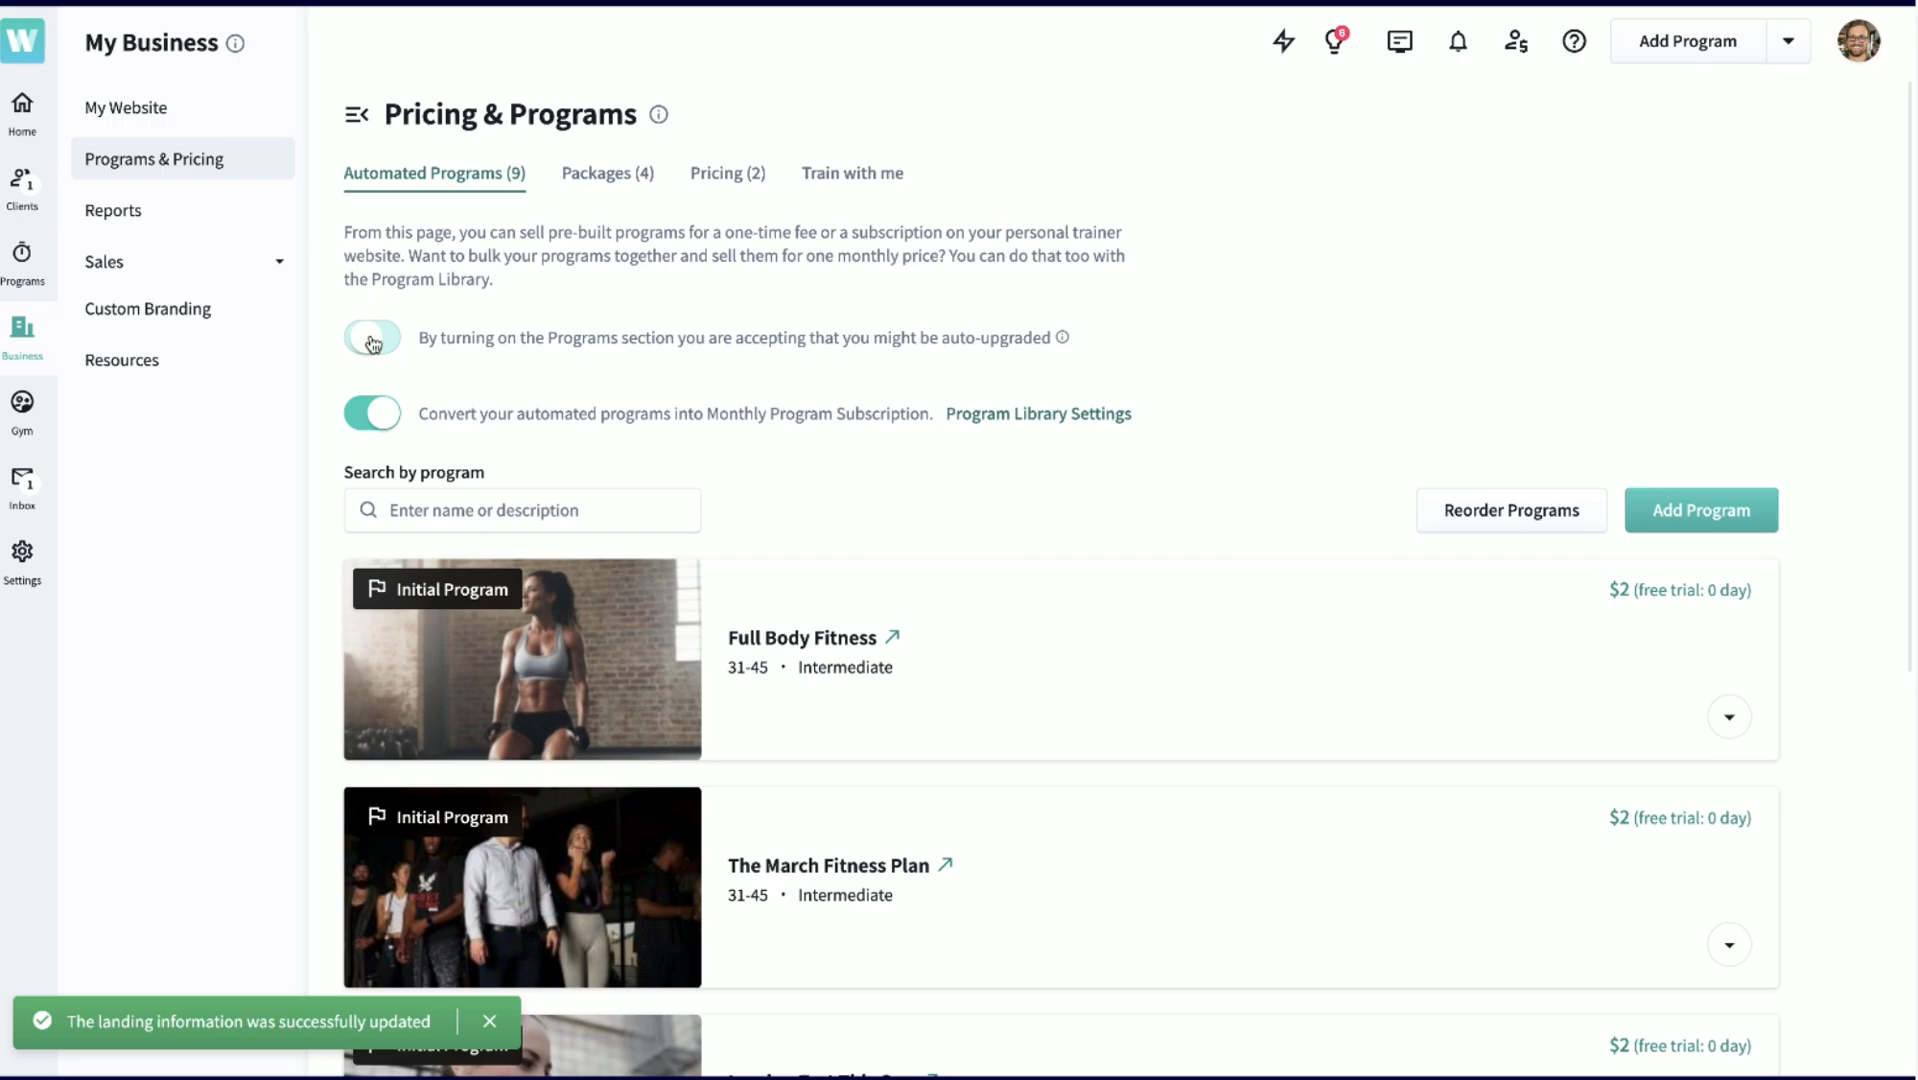 W
My Business
Add Program
Home
Clients
1
Programs
Business
Gym
Inbox
1
Settings
My Website
Programs & Pricing
Reports
Sales
Custom Branding
Resources
6
Pricing & Programs
Automated Programs (9)
Packages (4)
Pricing (2)
Train with me
From this page, you can sell pre-built programs for a one-time fee or a subscription on your personal trainer
website. Want to bulk your programs together and sell them for one monthly price? You can do that too with
the Program Library.
By turning on the Programs section you are accepting that you might be auto-upgraded
Convert your automated programs into Monthly Program Subscription. Program Library Settings
Search by program
Enter name or description
Reorder Programs
Add Program
Initial Program
$2 (free trial: 0 day)
Full Body Fitness
31-45 · Intermediate
Initial Program
$2 (free trial: 0 day)
The March Fitness Plan
31-45 · Intermediate
The landing information was successfully updated
Initial Program
$2 (free trial: 0 day)